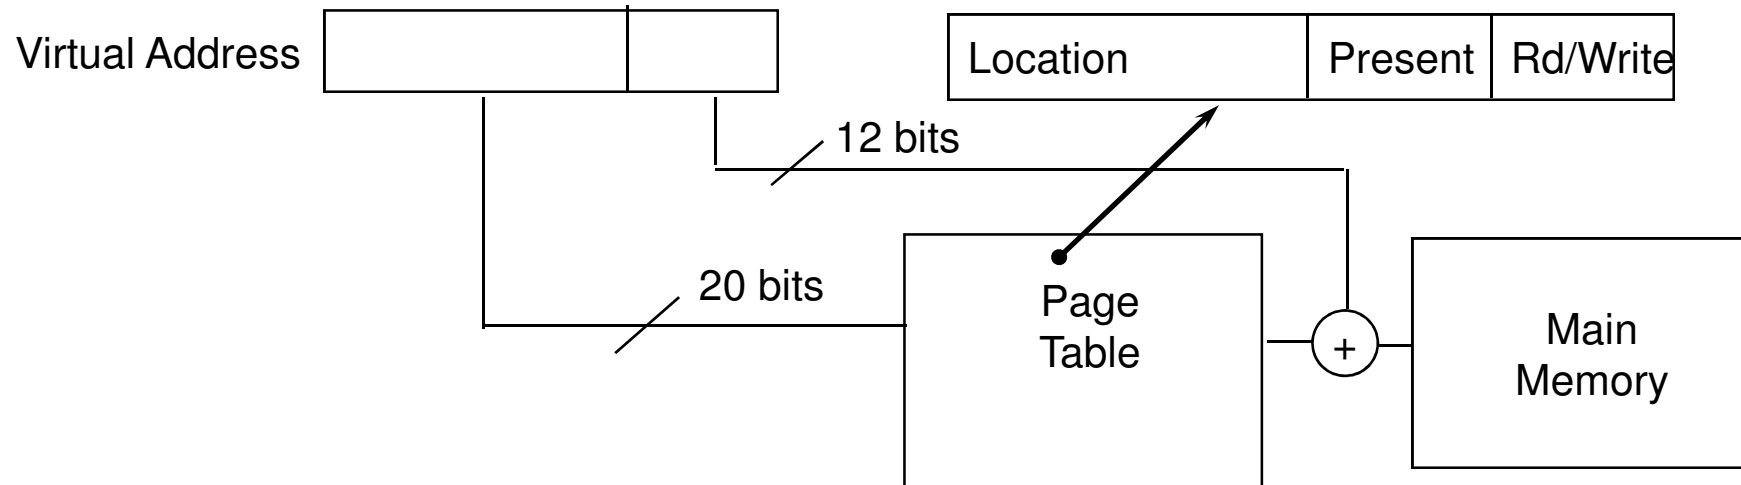 Virtual Address
Location Present Rd/Write
12 bits
20 bits
Page
Table
+
Main
Memory